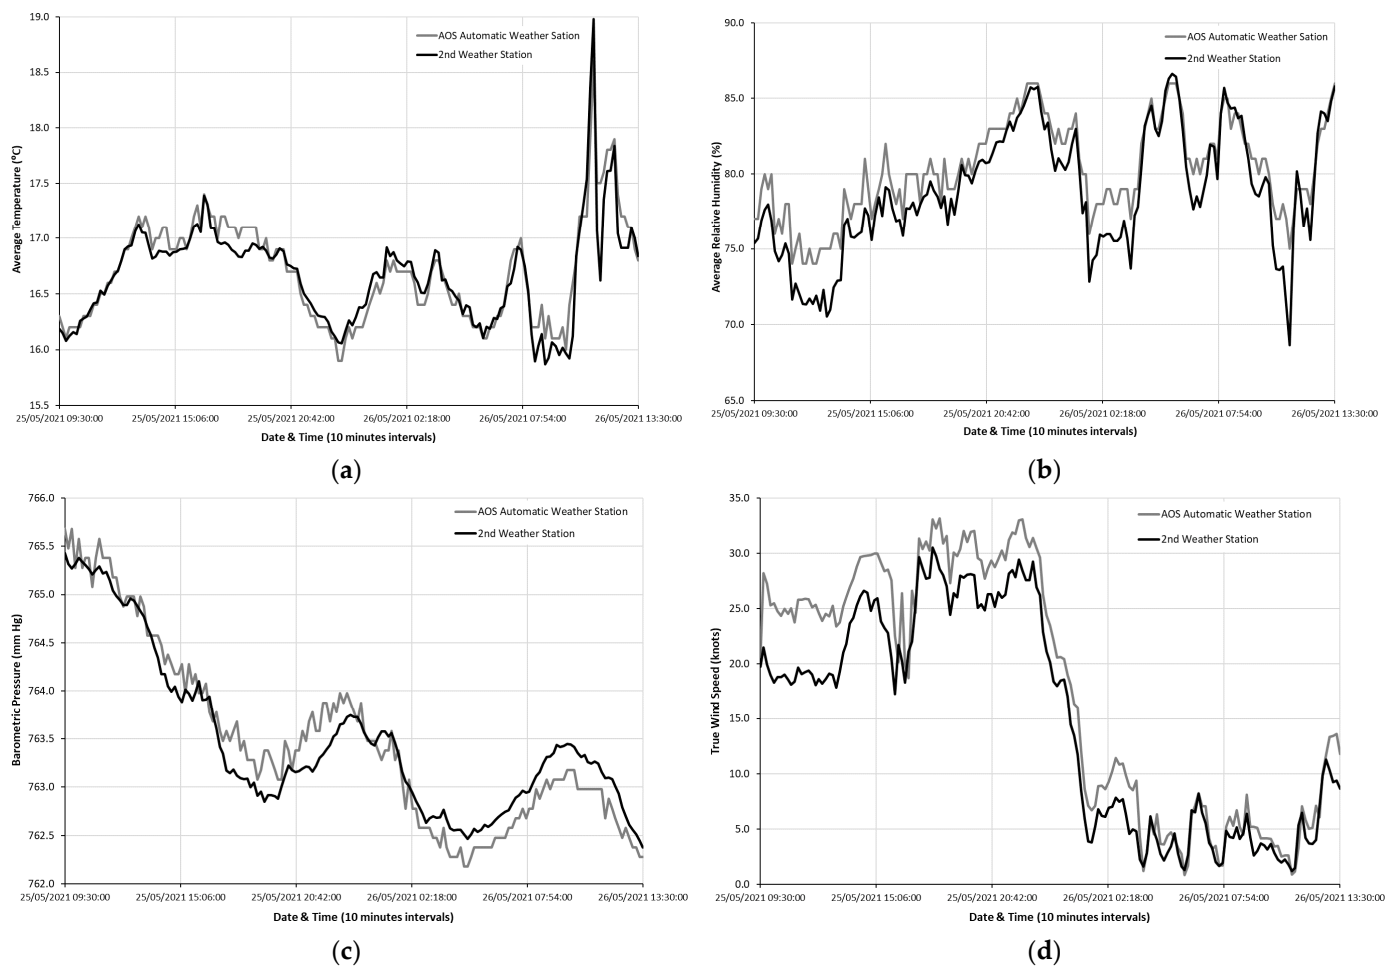 19.0
18.5
18.0
17.5
17.0
16.5
16.0
15.5
Average Temperature (°C)
AOS Automatic Weather Sation
2nd Weather Station
25/05/2021 09:30:00 25/05/2021 15:06:00 25/05/2021 20:42:00 26/05/2021 02:18:00 26/05/2021 07:54:00 26/05/2021 13:30:00
Date & Time (10 minutes intervals)
(a)
90.0
85.0
80.0
75.0
70.0
65.0
Average Relative Humidity (%)
AOS Automatic Weather Sation
2nd Weather Station
25/05/2021 09:30:00 25/05/2021 15:06:00 25/05/2021 20:42:00 26/05/2021 02:18:00 26/05/2021 07:54:00 26/05/2021 13:30:00
Date & Time (10 minutes intervals)
(b)
766.0
765.5
765.0
764.5
764.0
763.5
763.0
762.5
762.0
Barometric Pressure (mm Hg)
AOS Automatic Weather Station
2nd Weather Station
25/05/2021 09:30:00 25/05/2021 15:06:00 25/05/2021 20:42:00 26/05/2021 02:18:00 26/05/2021 07:54:00 26/05/2021 13:30:00
Date & Time (10 minutes intervals)
(c)
35.0
30.0
25.0
20.0
15.0
10.0
5.0
0.0
True Wind Speed (knots)
AOS Automatic Weather Station
2nd Weather Station
25/05/2021 09:30:00 25/05/2021 15:06:00 25/05/2021 20:42:00 26/05/2021 02:18:00 26/05/2021 07:54:00 26/05/2021 13:30:00
Date & Time (10 minutes intervals)
(d)